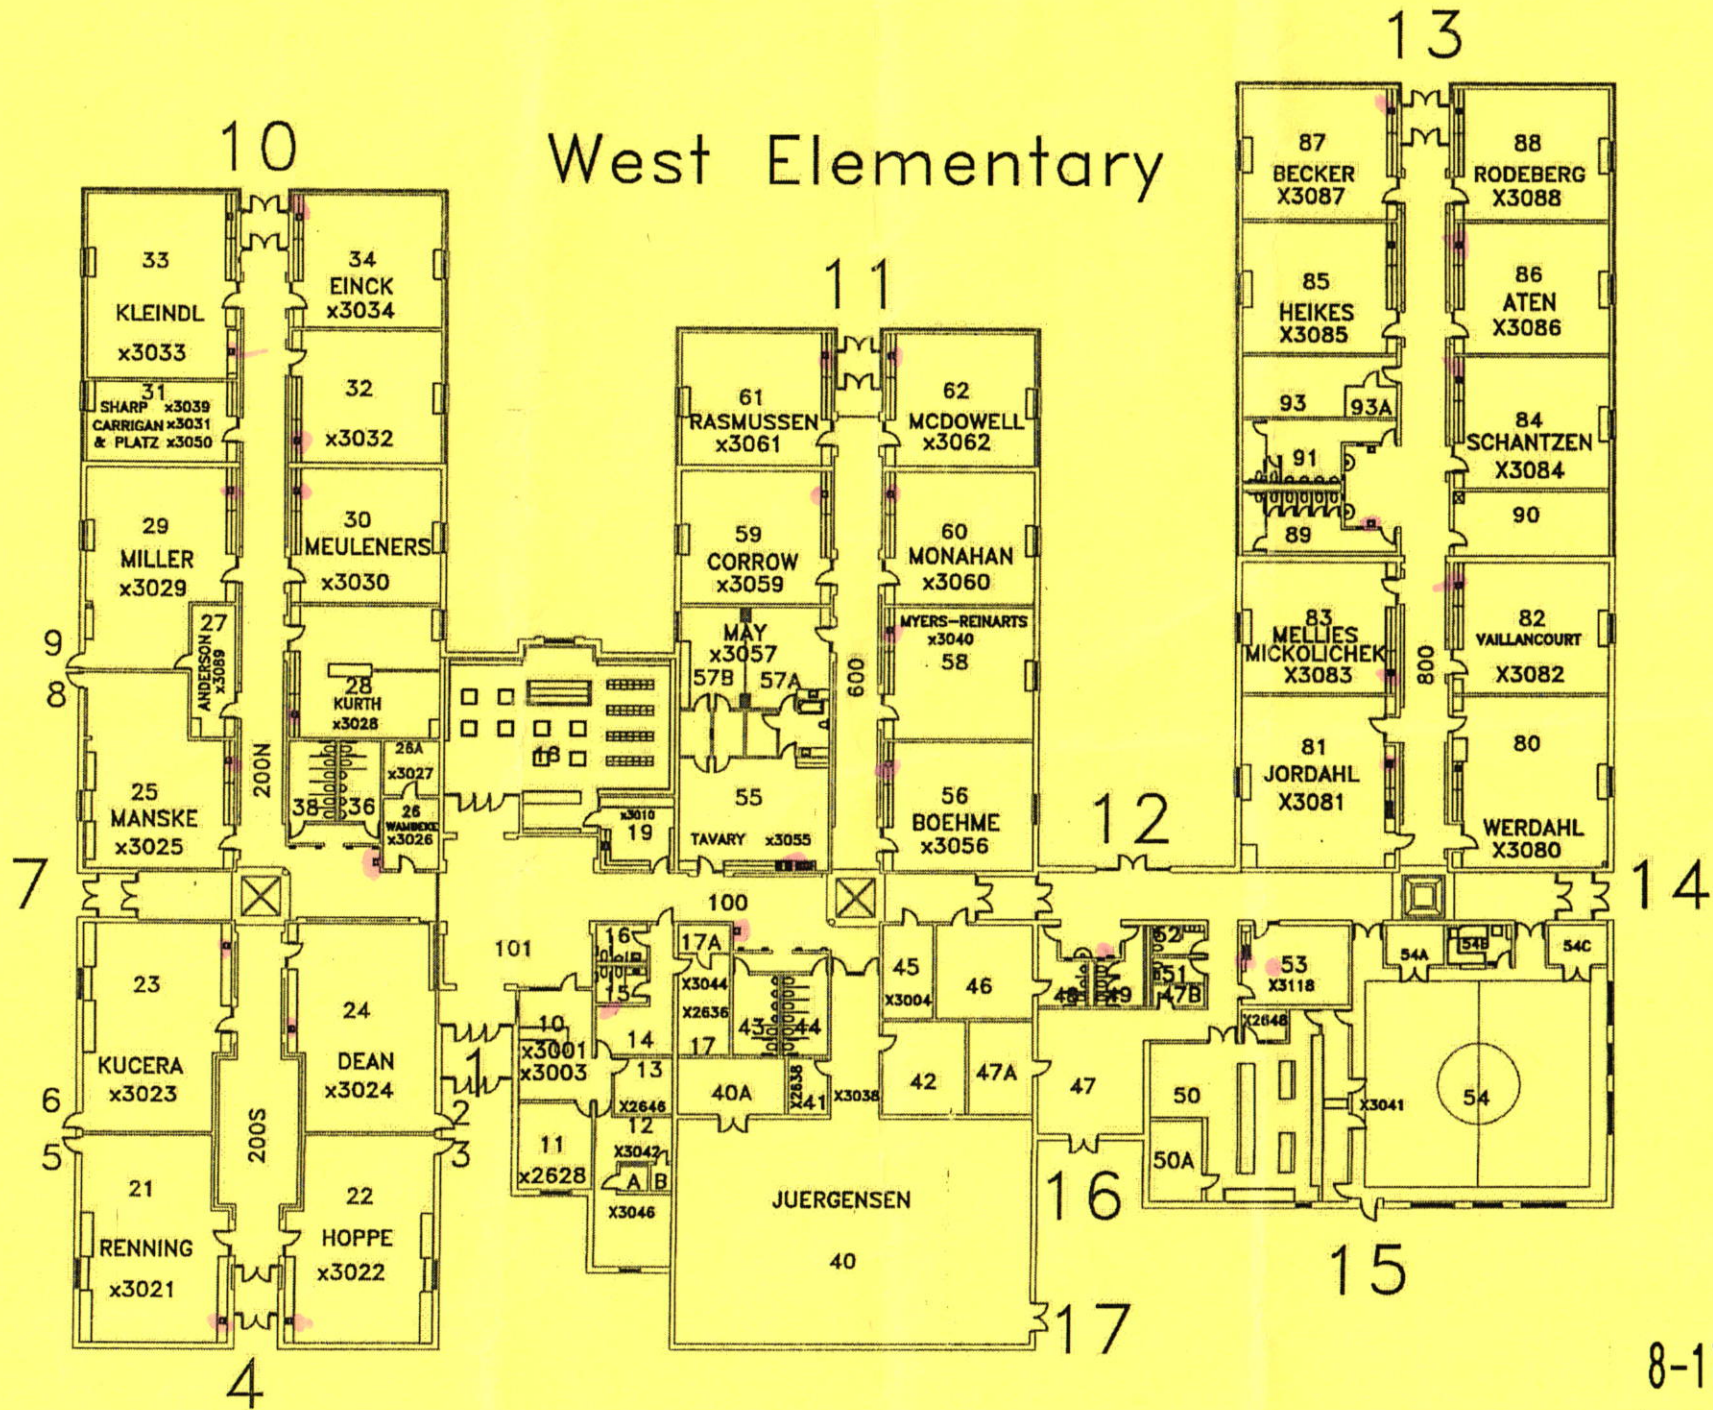 West Elementary
13
10
11
87
BECKER
X3087
88
RODEBERG
X3088
33
KLEINDL
x3033
34
EINCK
x3034
85
HEIKES
X3085
86
ATEN
X3086
31
SHARP x3039
CARRIGAN x3031
& PLATZ x3050
32
x3032
61
RASMUSSEN
x3061
62
MCDOWELL
x3062
93
93A
84
SCHANTZEN
X3084
91
89
90
29
MILLER
x3029
30
MEULENERS
x3030
59
CORROW
x3059
60
MONAHAN
x3060
83
MELLIES
MICKOLICHEK
X3083
82
VAILLANCOURT
X3082
800
9
8
27
ANDERSON
x3089
28
KURTH
x3028
MAY
x3057
57B
57A
600
MYERS-REINARTS
x3040
58
18
200N
25
MANSKE
x3025
38
36
26A
x3027
26
WAMBEKE
x3026
x3010
19
55
TAVARY x3055
56
BOEHME
x3056
12
81
JORDAHL
X3081
80
WERDAHL
X3080
7
14
100
101
23
KUCERA
x3023
24
DEAN
x3024
16
15
17A
X3044
X2636
17
43
44
45
X3004
46
48
49
52
51
47B
53
X3118
X2648
54A
54B
54C
54
X3041
10
x3001
x3003
1
14
13
X2646
40A
X2638
41
X3038
42
47A
47
50
50A
6
5
2
3
11
x2628
12
X3042
A
B
X3046
200S
21
RENNING
x3021
22
HOPPE
x3022
JUERGENSEN
40
16
15
17
4
8-1